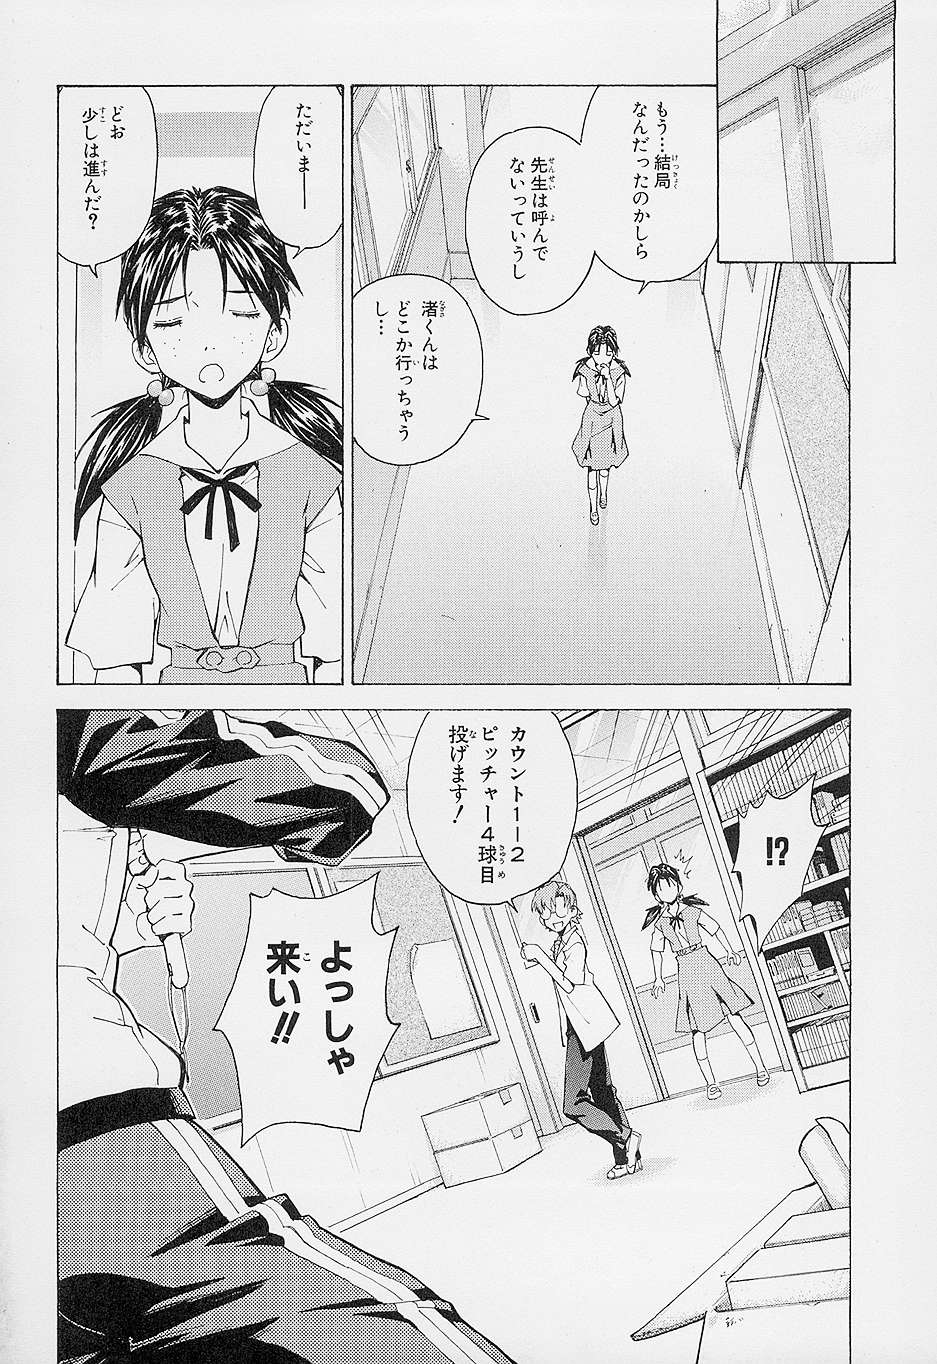 もう…結局
なんだったのかしら
先生は呼んで
ないっていうし
渚くんは
どこか行っちゃう
し…
ただいまー
どお
少しは進んだ?
!?
カウント1ー2
ピッチャー4球目
投げます!
よっしゃ
来い!!